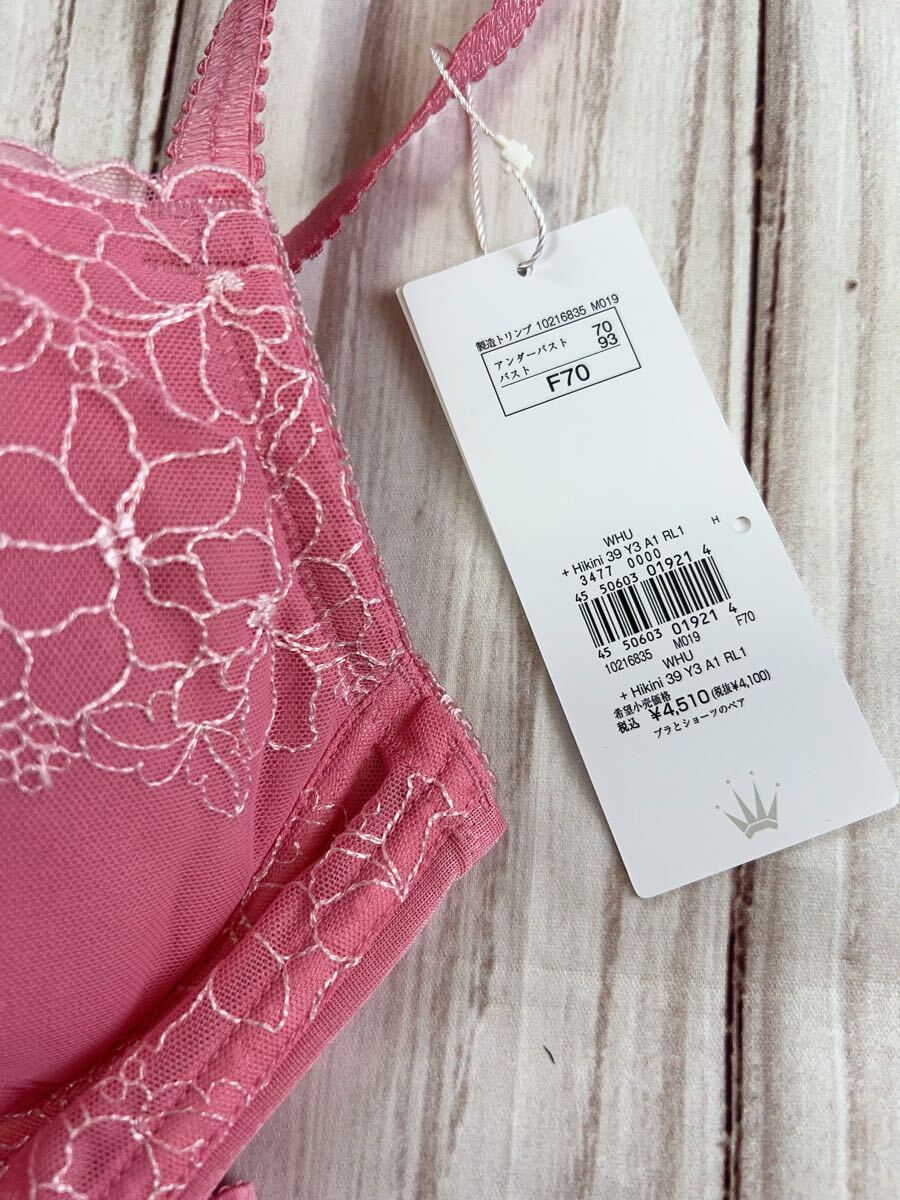 製造トリンプ 10216835 M019
アンダーバスト 70
バスト 93
F70
WHU H
+ Hikini 39 Y3 A1 RL1
3477 0000
45 50603 01921 4
45 50603 01921 4
10216835 M019 F70
WHU
+ Hikini 39 Y3 A1 RL1
希望小売価格
税込 ¥4,510(税抜¥4,100)
ブラとショーツのペア